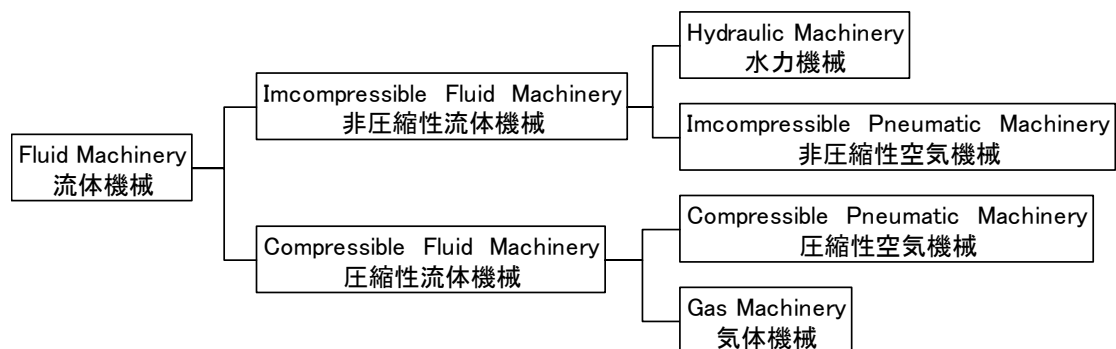 Fluid Machinery
流体機械
Imcompressible Fluid Machinery
非圧縮性流体機械
Hydraulic Machinery
水力機械
Imcompressible Pneumatic Machinery
非圧縮性空気機械
Compressible Fluid Machinery
圧縮性流体機械
Compressible Pneumatic Machinery
圧縮性空気機械
Gas Machinery
気体機械